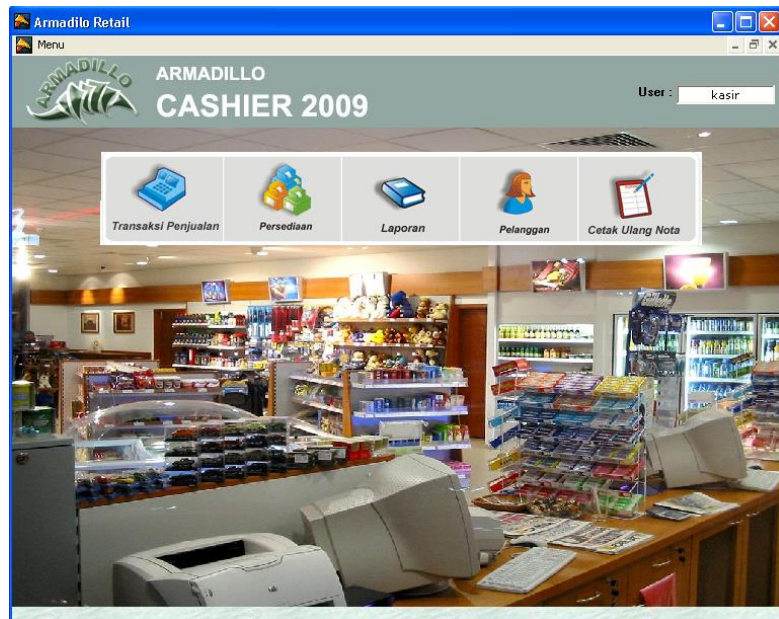 Armadilo Retail
Menu
ARMADILLO
ARMADILLO
CASHIER 2009
User :
kasir
Transaksi Penjualan
Persediaan
Laporan
Pelanggan
Cetak Ulang Nota